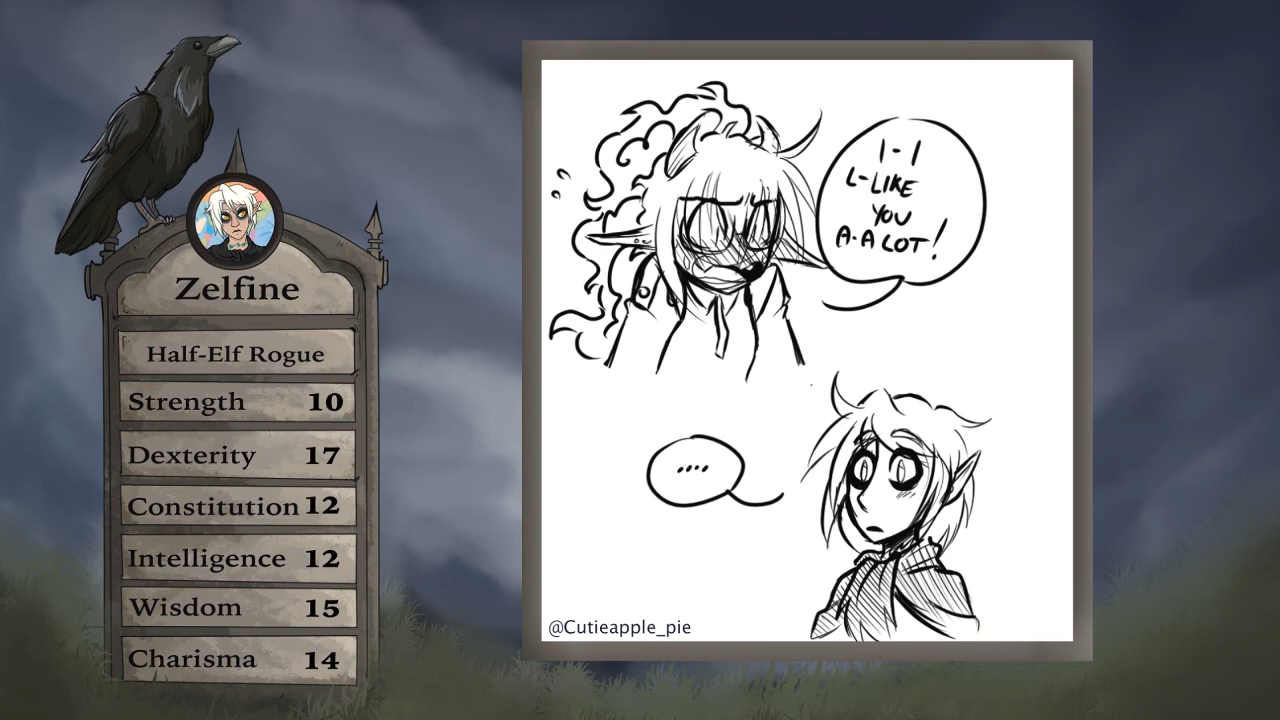 Zelfine
Half-Elf Rogue
Strength 10
Dexterity 17
Constitution 12
Intelligence 12
Wisdom 15
Charisma 14
I-I
L-LIKE
YOU
A-A LOT!
....
@Cutieapple_pie